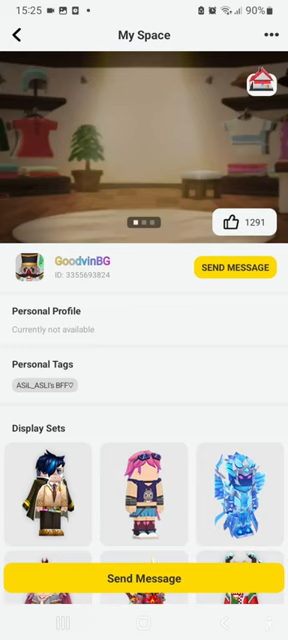 15:25
90%
My Space
1291
GoodvinBG
ID: 3355693824
SEND MESSAGE
Personal Profile
Currently not available
Personal Tags
ASiL_ASLI's BFF♡
Display Sets
Send Message